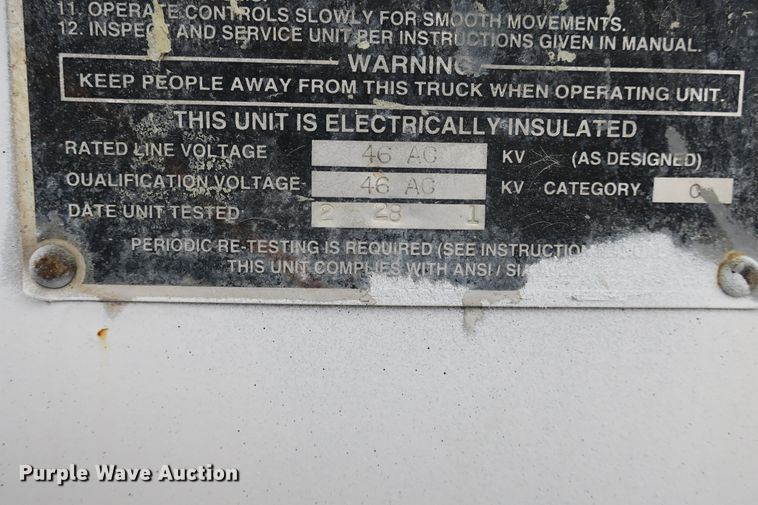 11. OPERATE CONTROLS SLOWLY FOR SMOOTH MOVEMENTS.
12. INSPECT AND SERVICE UNIT PER INSTRUCTIONS GIVEN IN MANUAL.
WARNING
KEEP PEOPLE AWAY FROM THIS TRUCK WHEN OPERATING UNIT.
THIS UNIT IS ELECTRICALLY INSULATED
RATED LINE VOLTAGE 46 AC KV (AS DESIGNED)
QUALIFICATION VOLTAGE 46 AC KV CATEGORY C
DATE UNIT TESTED 2 28 1
PERIODIC RE-TESTING IS REQUIRED (SEE
THIS UNIT COMPLIES WITH ANSI /
Purple Wave Auction